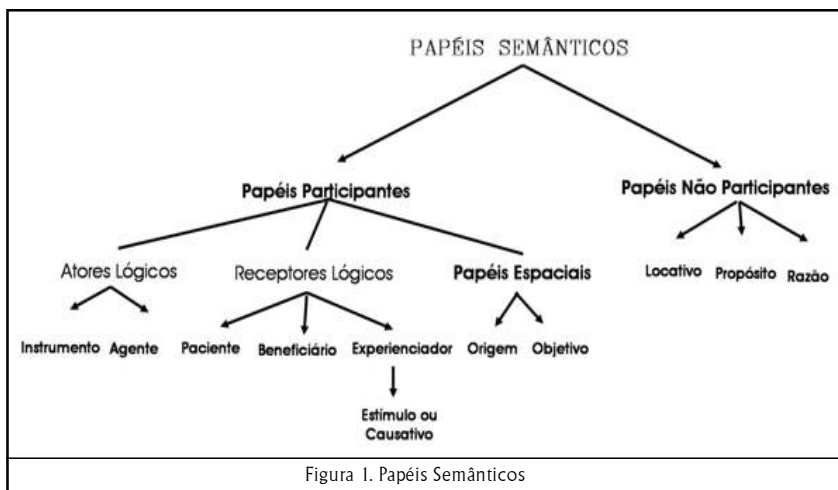 PAPÉIS SEMÂNTICOS
Papéis Participantes
Papéis Não Participantes
Atores Lógicos
Receptores Lógicos
Papéis Espaciais
Locativo
Propósito
Razão
Instrumento
Agente
Paciente
Beneficiário
Experienciador
Origem
Objetivo
Estímulo ou
Causativo
Figura 1. Papéis Semânticos